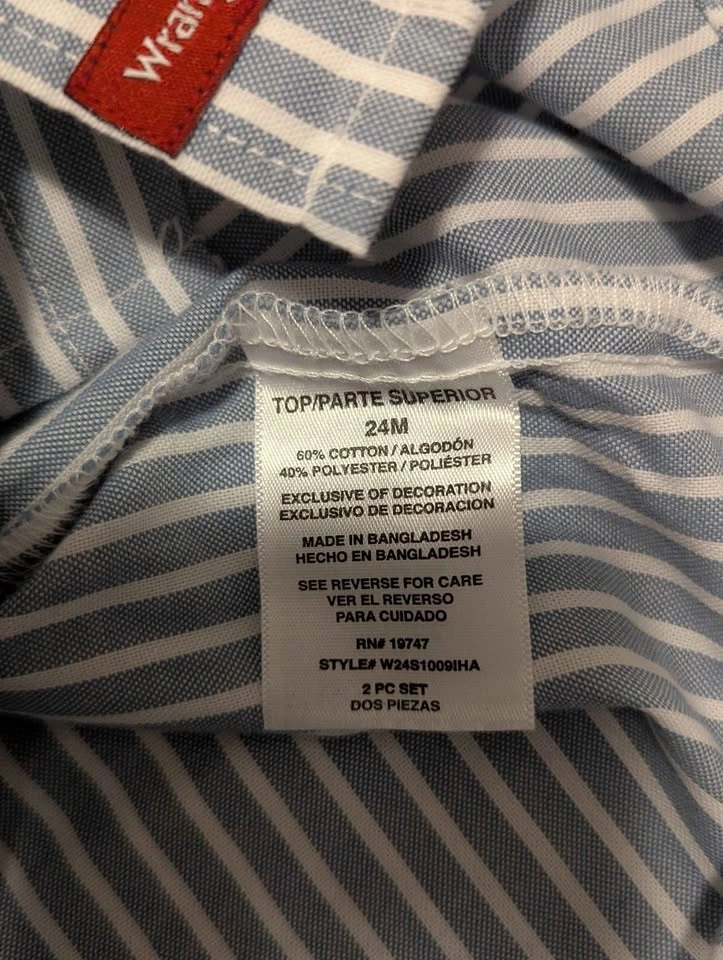 TOP/PARTE SUPERIOR
24M
60% COTTON / ALGODÓN
40% POLYESTER / POLIÉSTER
EXCLUSIVE OF DECORATION
EXCLUSIVO DE DECORACION
MADE IN BANGLADESH
HECHO EN BANGLADESH
SEE REVERSE FOR CARE
VER EL REVERSO
PARA CUIDADO
RN# 19747
STYLE# W24S1009IHA
2 PC SET
DOS PIEZAS